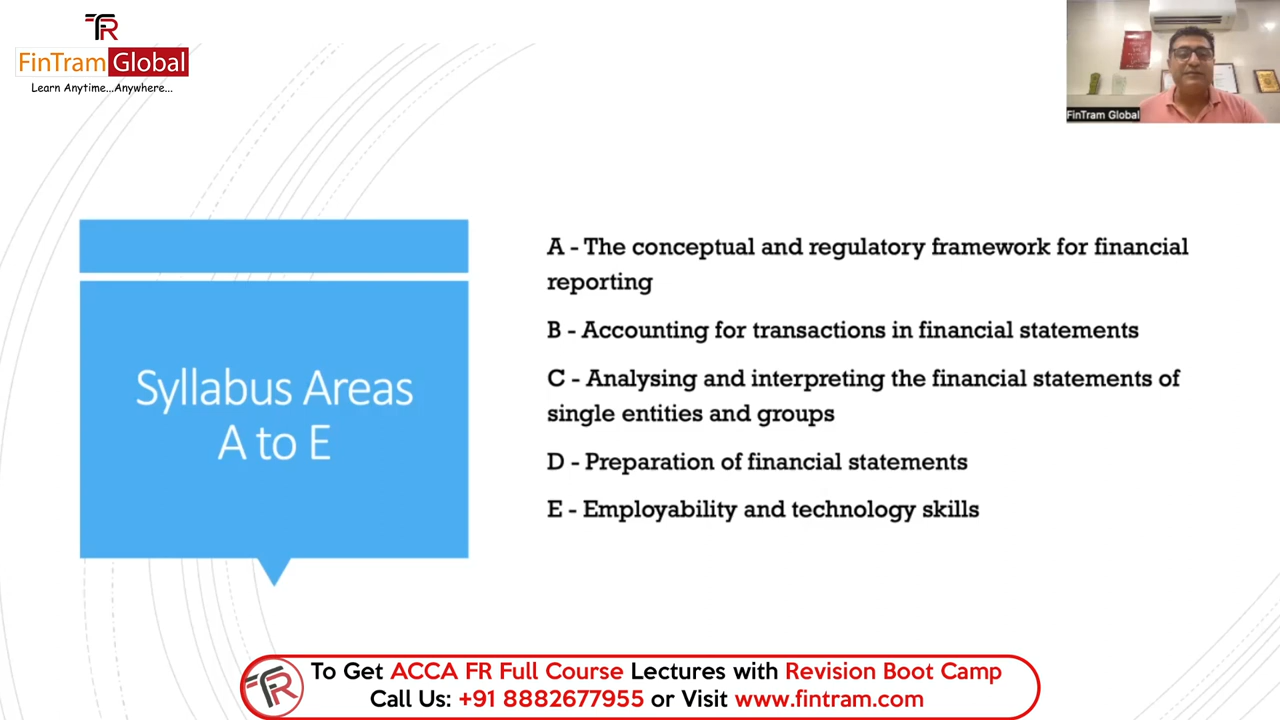 FR
FinTram Global
Learn Anytime...Anywhere...
FinTram Global
Syllabus Areas
A to E
A - The conceptual and regulatory framework for financial
reporting
B - Accounting for transactions in financial statements
C - Analysing and interpreting the financial statements of
single entities and groups
D - Preparation of financial statements
E - Employability and technology skills
To Get ACCA FR Full Course Lectures with Revision Boot Camp
Call Us: +91 8882677955 or Visit www.fintram.com